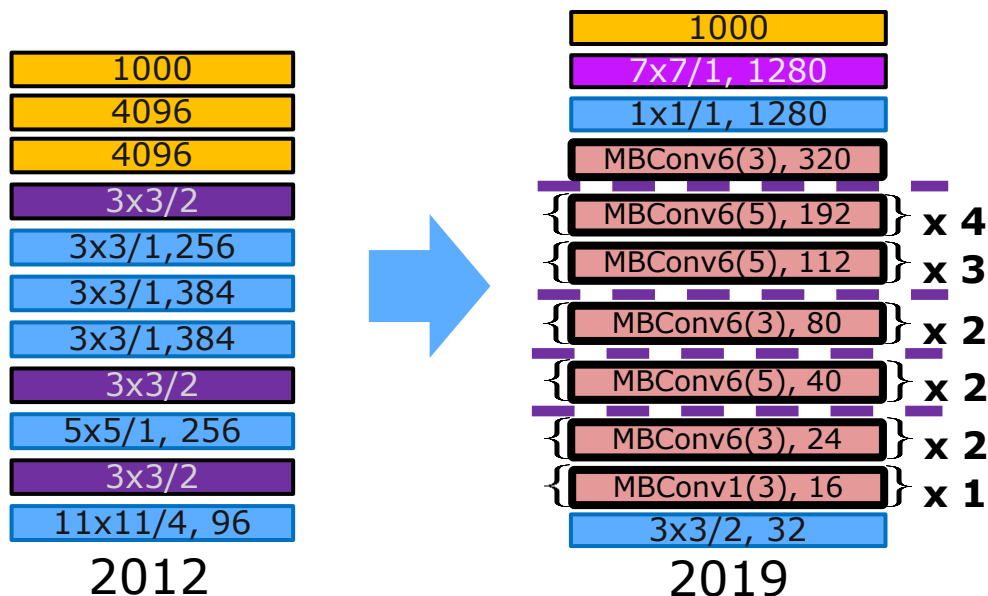 1000
4096
4096
3x3/2
3x3/1,256
3x3/1,384
3x3/1,384
3x3/2
5x5/1, 256
3x3/2
11x11/4, 96
2012
1000
7x7/1, 1280
1x1/1, 1280
MBConv6(3), 320
{ MBConv6(5), 192 } x 4
{ MBConv6(5), 112 } x 3
{ MBConv6(3), 80 } x 2
{ MBConv6(5), 40 } x 2
{ MBConv6(3), 24 } x 2
{ MBConv1(3), 16 } x 1
3x3/2, 32
2019